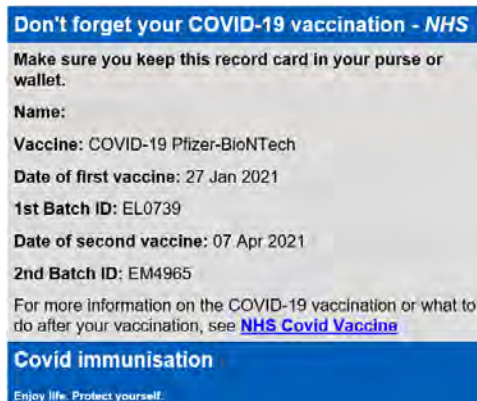 Don't forget your COVID-19 vaccination - NHS
Make sure you keep this record card in your purse or
wallet.
Name:
Vaccine: COVID-19 Pfizer-BioNTech
Date of first vaccine: 27 Jan 2021
1st Batch ID: EL0739
Date of second vaccine: 07 Apr 2021
2nd Batch ID: EM4965
For more information on the COVID-19 vaccination or what to
do after your vaccination, see NHS Covid Vaccine
Covid immunisation
Enjoy life. Protect yourself.